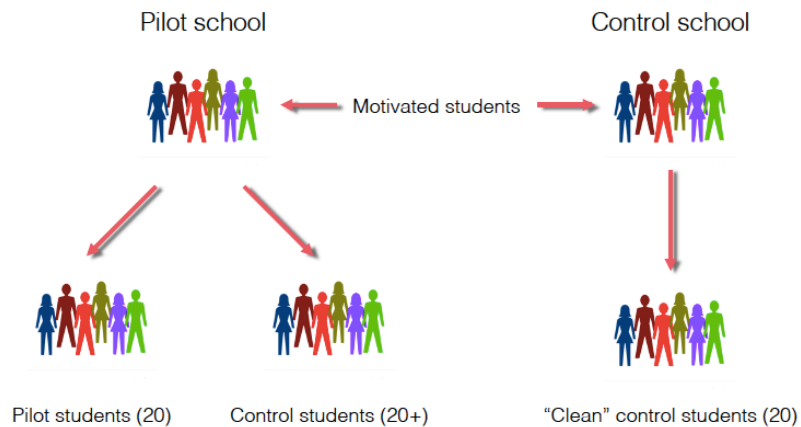 Pilot school
Control school
Motivated students
Pilot students (20)
Control students (20+)
“Clean” control students (20)